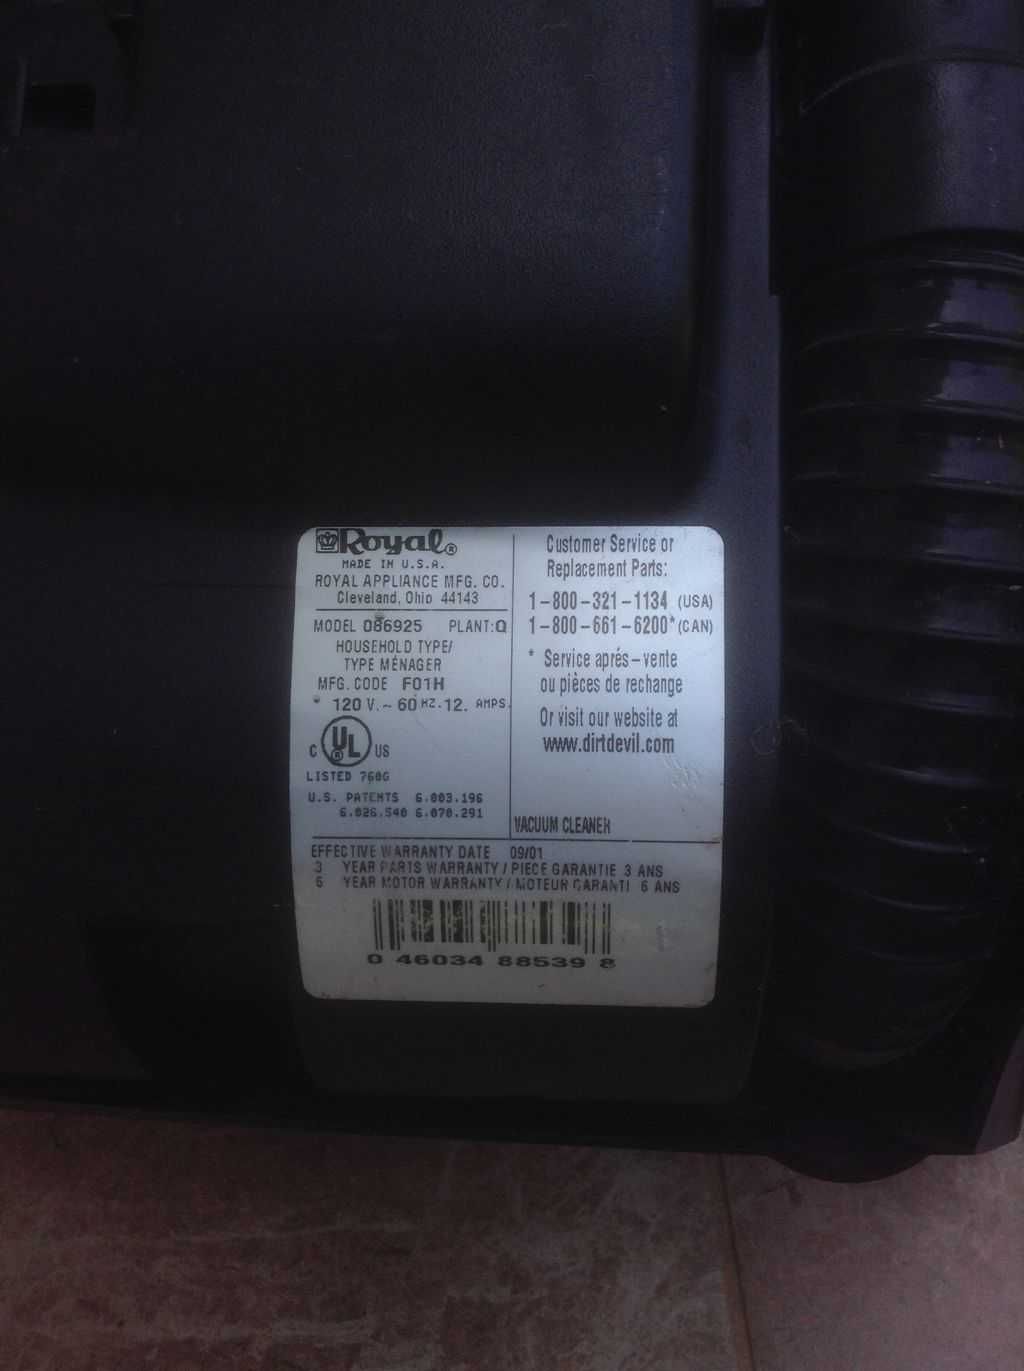 Royal®
MADE IN U.S.A.
ROYAL APPLIANCE MFG. CO.
Cleveland, Ohio 44143
MODEL 086925 PLANT:Q
HOUSEHOLD TYPE/
TYPE MÉNAGER
MFG. CODE F01H
120 V.~ 60 HZ. 12. AMPS.
C UL® US
LISTED 760G
U.S. PATENTS 6.003.196
6.026.540 6.070.291
Customer Service or
Replacement Parts:
1-800-321-1134 (USA)
1-800-661-6200* (CAN)
* Service aprés-vente
ou pièces de rechange
Or visit our website at
www.dirtdevil.com
VACUUM CLEANER
EFFECTIVE WARRANTY DATE 09/01
3 YEAR PARTS WARRANTY / PIECE GARANTIE 3 ANS
6 YEAR MOTOR WARRANTY / MOTEUR GARANTI 6 ANS
0 46034 88539 8